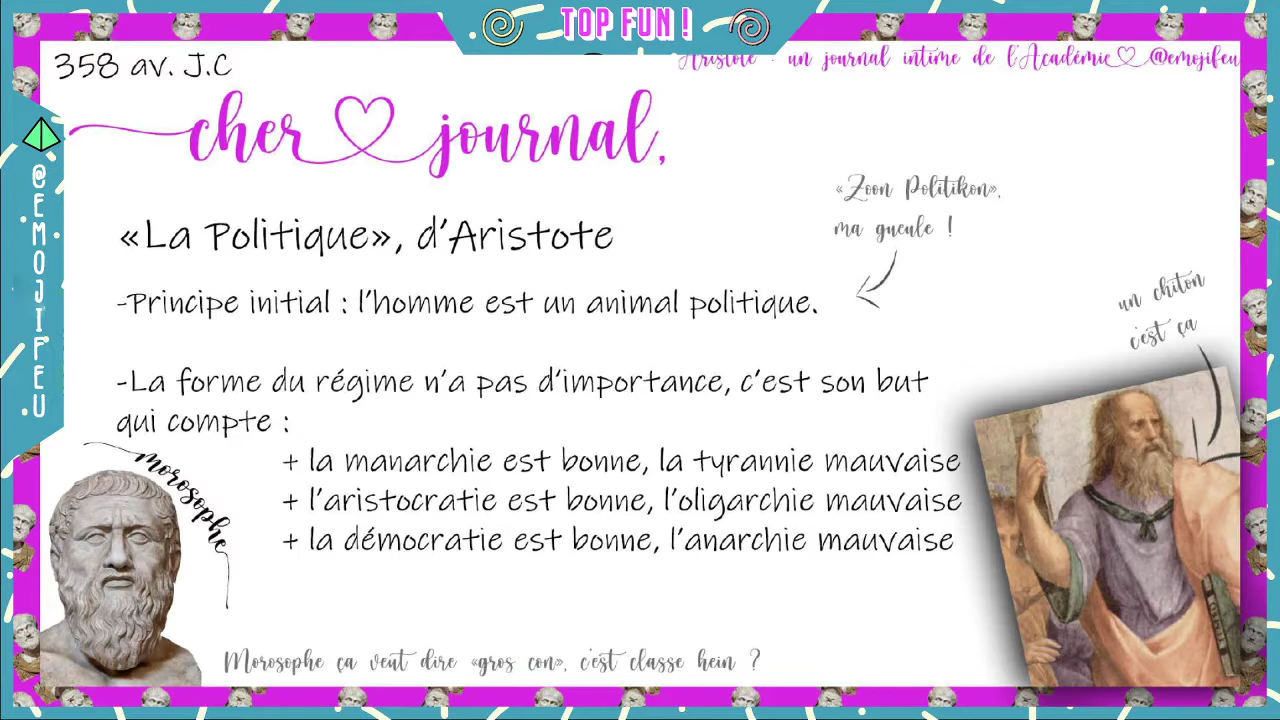 TOP FUN !
358 av. J.C
Aristote : un journal intime de l'Académie @emojifeu
cher journal,
@EMOJIFEU
«Zoon Politikon»,
ma gueule !
«La Politique», d'Aristote
-Principe initial : l'homme est un animal politique.
un chiton
c'est ça
-La forme du régime n'a pas d'importance, c'est son but
qui compte :
+ la manarchie est bonne, la tyrannie mauvaise
+ l'aristocratie est bonne, l'oligarchie mauvaise
+ la démocratie est bonne, l'anarchie mauvaise
morosophe
Morosophe ça veut dire «gros con», c'est classe hein ?